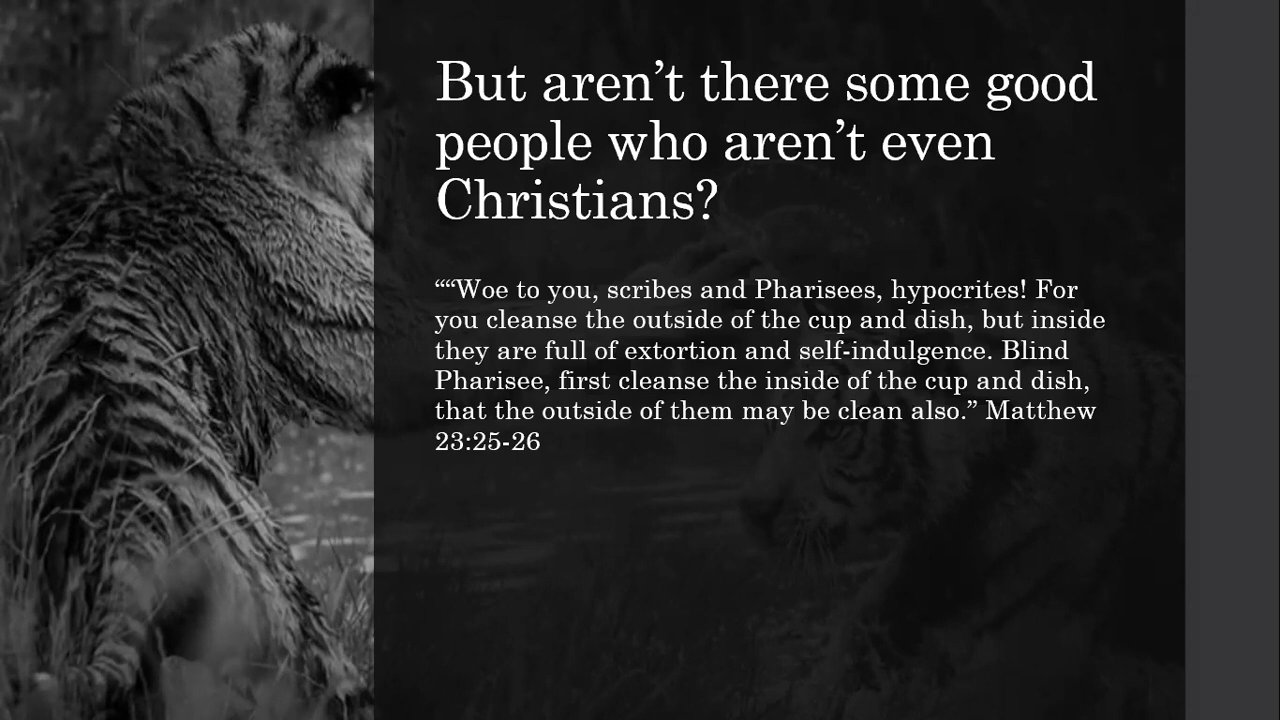 But aren’t there some good
people who aren’t even
Christians?
““Woe to you, scribes and Pharisees, hypocrites! For
you cleanse the outside of the cup and dish, but inside
they are full of extortion and self-indulgence. Blind
Pharisee, first cleanse the inside of the cup and dish,
that the outside of them may be clean also.” Matthew
23:25-26